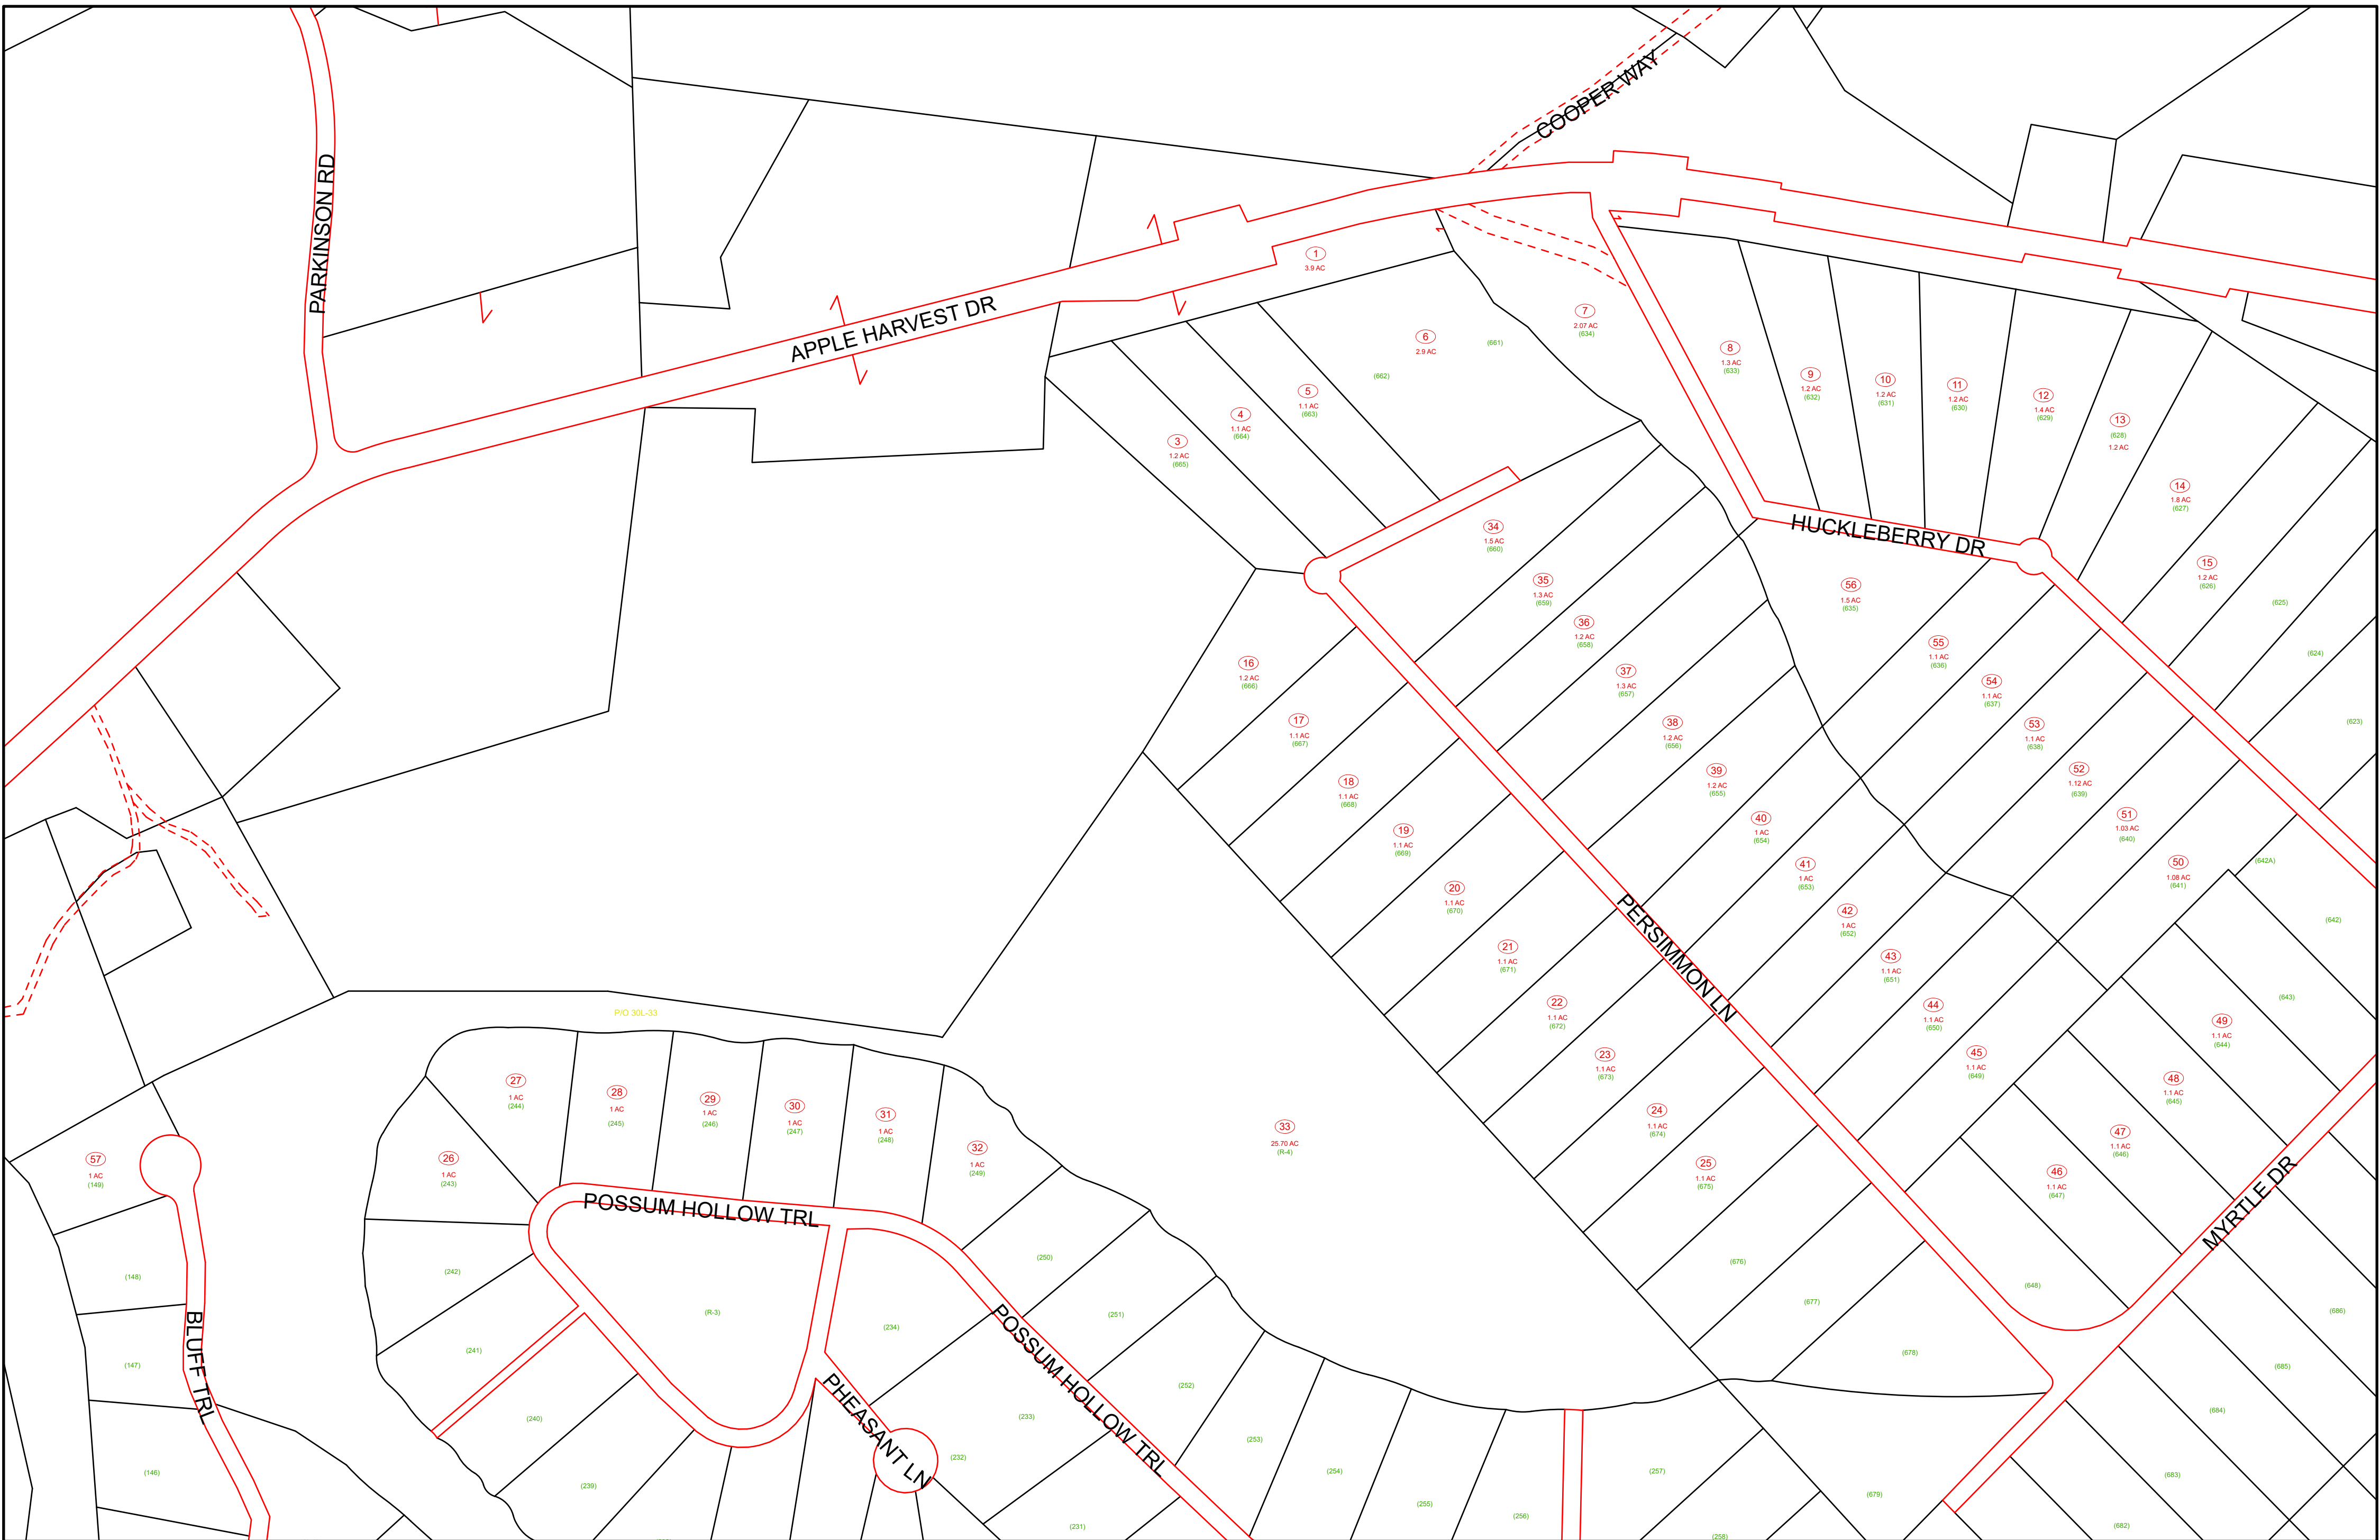 COOPER WAY
PARKINSON RD
APPLE HARVEST DR
1
3.9 AC
7
2.07 AC
(634)
6
2.9 AC
(661)
(662)
8
1.3 AC
(633)
9
1.2 AC
(632)
10
1.2 AC
(631)
11
1.2 AC
(630)
12
1.4 AC
(629)
13
(628)
1.2 AC
5
1.1 AC
(663)
4
1.1 AC
(664)
3
1.2 AC
(665)
14
1.8 AC
(627)
HUCKLEBERRY DR
34
1.5 AC
(660)
15
1.2 AC
(626)
35
1.3 AC
(659)
56
1.5 AC
(635)
(625)
36
1.2 AC
(658)
55
1.1 AC
(636)
(624)
16
1.2 AC
(666)
37
1.3 AC
(657)
54
1.1 AC
(637)
17
1.1 AC
(667)
38
1.2 AC
(656)
53
1.1 AC
(638)
(623)
18
1.1 AC
(668)
39
1.2 AC
(655)
52
1.12 AC
(639)
19
1.1 AC
(669)
40
1 AC
(654)
51
1.03 AC
(640)
20
1.1 AC
(670)
41
1 AC
(653)
50
1.08 AC
(641)
(642A)
21
1.1 AC
(671)
PERSIMMON LN
42
1 AC
(652)
(642)
22
1.1 AC
(672)
43
1.1 AC
(651)
(643)
P/O 30L-33
23
1.1 AC
(673)
44
1.1 AC
(650)
49
1.1 AC
(644)
27
1 AC
(244)
28
1 AC
(245)
29
1 AC
(246)
30
1 AC
(247)
31
1 AC
(248)
33
25.70 AC
(R-4)
24
1.1 AC
(674)
45
1.1 AC
(649)
48
1.1 AC
(645)
57
1 AC
(149)
26
1 AC
(243)
32
1 AC
(249)
25
1.1 AC
(675)
47
1.1 AC
(646)
46
1.1 AC
(647)
MYRTLE DR
POSSUM HOLLOW TRL
(148)
(242)
(250)
(676)
(648)
(R-3)
(251)
(677)
(686)
BLUFF TRL
(241)
(234)
POSSUM HOLLOW TRL
(678)
(147)
(685)
PHEASANT LN
(252)
(240)
(233)
(684)
(253)
(232)
(146)
(254)
(257)
(683)
(239)
(255)
(679)
(256)
(231)
(682)
(258)